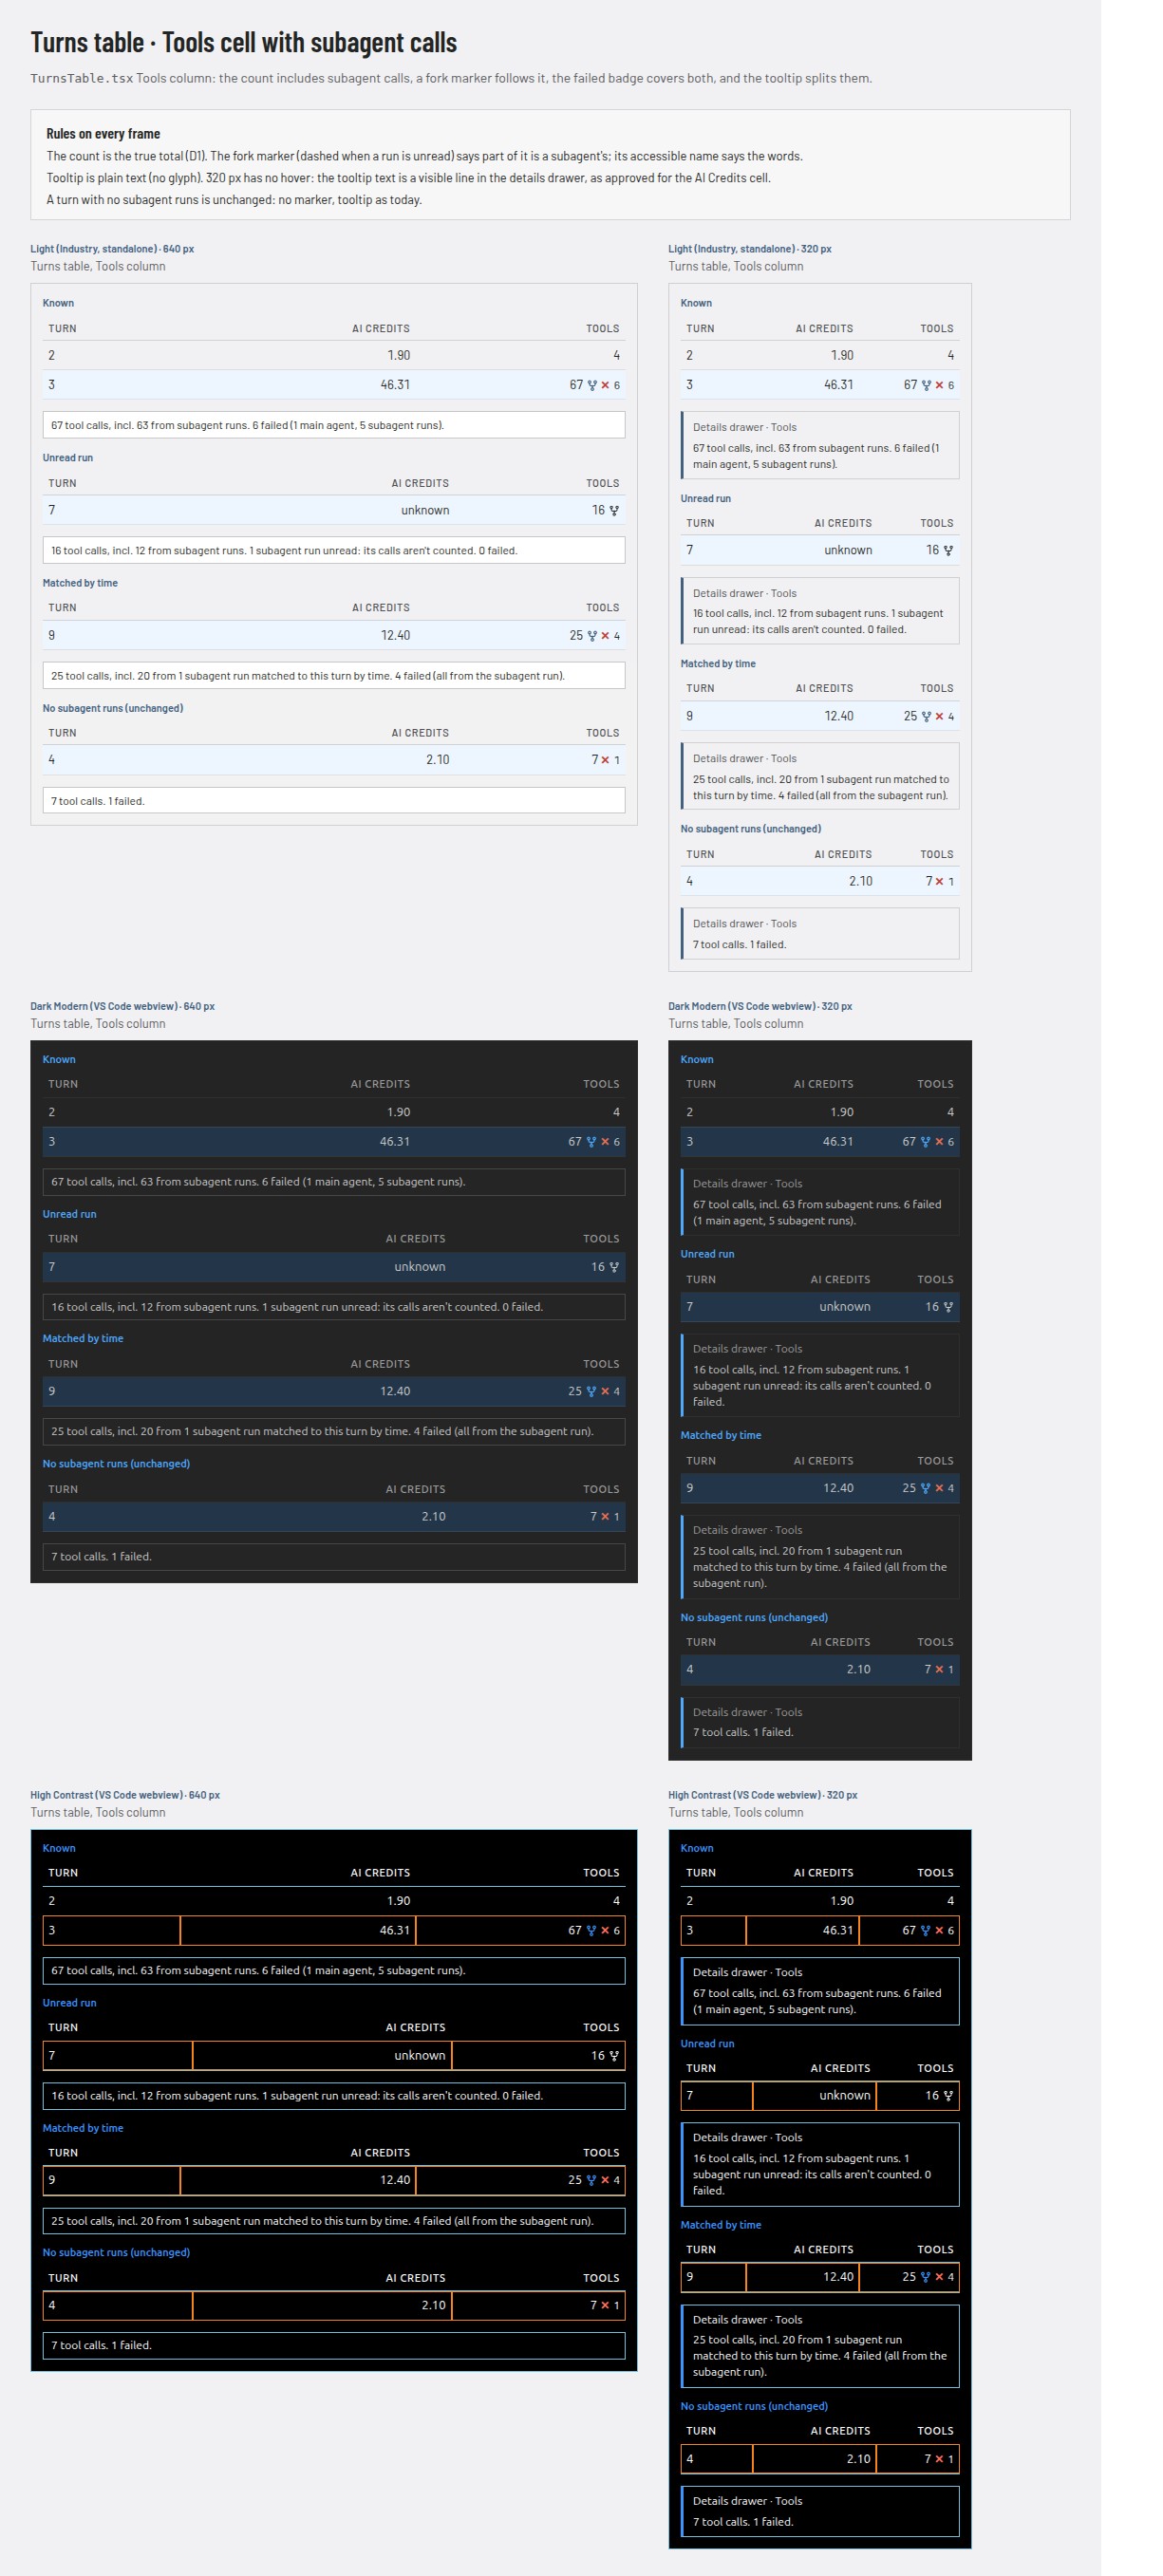 Turns table · Tools cell with subagent calls
TurnsTable.tsx Tools column: the count includes subagent calls, a fork marker follows it, the failed badge covers both, and the tooltip splits them.
Rules on every frame
The count is the true total (D1). The fork marker (dashed when a run is unread) says part of it is a subagent's; its accessible name says the words.
Tooltip is plain text (no glyph). 320 px has no hover: the tooltip text is a visible line in the details drawer, as approved for the AI Credits cell.
A turn with no subagent runs is unchanged: no marker, tooltip as today.
Light (Industry, standalone) · 640 px
Turns table, Tools column
Known
TURN AI CREDITS TOOLS
2 1.90 4
3 46.31 67 × 6
67 tool calls, incl. 63 from subagent runs. 6 failed (1 main agent, 5 subagent runs).
Unread run
TURN AI CREDITS TOOLS
7 unknown 16
16 tool calls, incl. 12 from subagent runs. 1 subagent run unread: its calls aren't counted. 0 failed.
Matched by time
TURN AI CREDITS TOOLS
9 12.40 25 × 4
25 tool calls, incl. 20 from 1 subagent run matched to this turn by time. 4 failed (all from the subagent run).
No subagent runs (unchanged)
TURN AI CREDITS TOOLS
4 2.10 7 × 1
7 tool calls. 1 failed.
Light (Industry, standalone) · 320 px
Turns table, Tools column
Known
TURN AI CREDITS TOOLS
2 1.90 4
3 46.31 67 × 6
Details drawer · Tools
67 tool calls, incl. 63 from subagent runs. 6 failed (1
main agent, 5 subagent runs).
Unread run
TURN AI CREDITS TOOLS
7 unknown 16
Details drawer · Tools
16 tool calls, incl. 12 from subagent runs. 1 subagent
run unread: its calls aren't counted. 0 failed.
Matched by time
TURN AI CREDITS TOOLS
9 12.40 25 × 4
Details drawer · Tools
25 tool calls, incl. 20 from 1 subagent run matched to
this turn by time. 4 failed (all from the subagent run).
No subagent runs (unchanged)
TURN AI CREDITS TOOLS
4 2.10 7 × 1
Details drawer · Tools
7 tool calls. 1 failed.
Dark Modern (VS Code webview) · 640 px
Turns table, Tools column
Known
TURN AI CREDITS TOOLS
2 1.90 4
3 46.31 67 × 6
67 tool calls, incl. 63 from subagent runs. 6 failed (1 main agent, 5 subagent runs).
Unread run
TURN AI CREDITS TOOLS
7 unknown 16
16 tool calls, incl. 12 from subagent runs. 1 subagent run unread: its calls aren't counted. 0 failed.
Matched by time
TURN AI CREDITS TOOLS
9 12.40 25 × 4
25 tool calls, incl. 20 from 1 subagent run matched to this turn by time. 4 failed (all from the subagent run).
No subagent runs (unchanged)
TURN AI CREDITS TOOLS
4 2.10 7 × 1
7 tool calls. 1 failed.
Dark Modern (VS Code webview) · 320 px
Turns table, Tools column
Known
TURN AI CREDITS TOOLS
2 1.90 4
3 46.31 67 × 6
Details drawer · Tools
67 tool calls, incl. 63 from subagent runs. 6 failed
(1 main agent, 5 subagent runs).
Unread run
TURN AI CREDITS TOOLS
7 unknown 16
Details drawer · Tools
16 tool calls, incl. 12 from subagent runs. 1
subagent run unread: its calls aren't counted. 0
failed.
Matched by time
TURN AI CREDITS TOOLS
9 12.40 25 × 4
Details drawer · Tools
25 tool calls, incl. 20 from 1 subagent run
matched to this turn by time. 4 failed (all from the
subagent run).
No subagent runs (unchanged)
TURN AI CREDITS TOOLS
4 2.10 7 × 1
Details drawer · Tools
7 tool calls. 1 failed.
High Contrast (VS Code webview) · 640 px
Turns table, Tools column
Known
TURN AI CREDITS TOOLS
2 1.90 4
3 46.31 67 × 6
67 tool calls, incl. 63 from subagent runs. 6 failed (1 main agent, 5 subagent runs).
Unread run
TURN AI CREDITS TOOLS
7 unknown 16
16 tool calls, incl. 12 from subagent runs. 1 subagent run unread: its calls aren't counted. 0 failed.
Matched by time
TURN AI CREDITS TOOLS
9 12.40 25 × 4
25 tool calls, incl. 20 from 1 subagent run matched to this turn by time. 4 failed (all from the subagent run).
No subagent runs (unchanged)
TURN AI CREDITS TOOLS
4 2.10 7 × 1
7 tool calls. 1 failed.
High Contrast (VS Code webview) · 320 px
Turns table, Tools column
Known
TURN AI CREDITS TOOLS
2 1.90 4
3 46.31 67 × 6
Details drawer · Tools
67 tool calls, incl. 63 from subagent runs. 6 failed
(1 main agent, 5 subagent runs).
Unread run
TURN AI CREDITS TOOLS
7 unknown 16
Details drawer · Tools
16 tool calls, incl. 12 from subagent runs. 1
subagent run unread: its calls aren't counted. 0
failed.
Matched by time
TURN AI CREDITS TOOLS
9 12.40 25 × 4
Details drawer · Tools
25 tool calls, incl. 20 from 1 subagent run
matched to this turn by time. 4 failed (all from the
subagent run).
No subagent runs (unchanged)
TURN AI CREDITS TOOLS
4 2.10 7 × 1
Details drawer · Tools
7 tool calls. 1 failed.